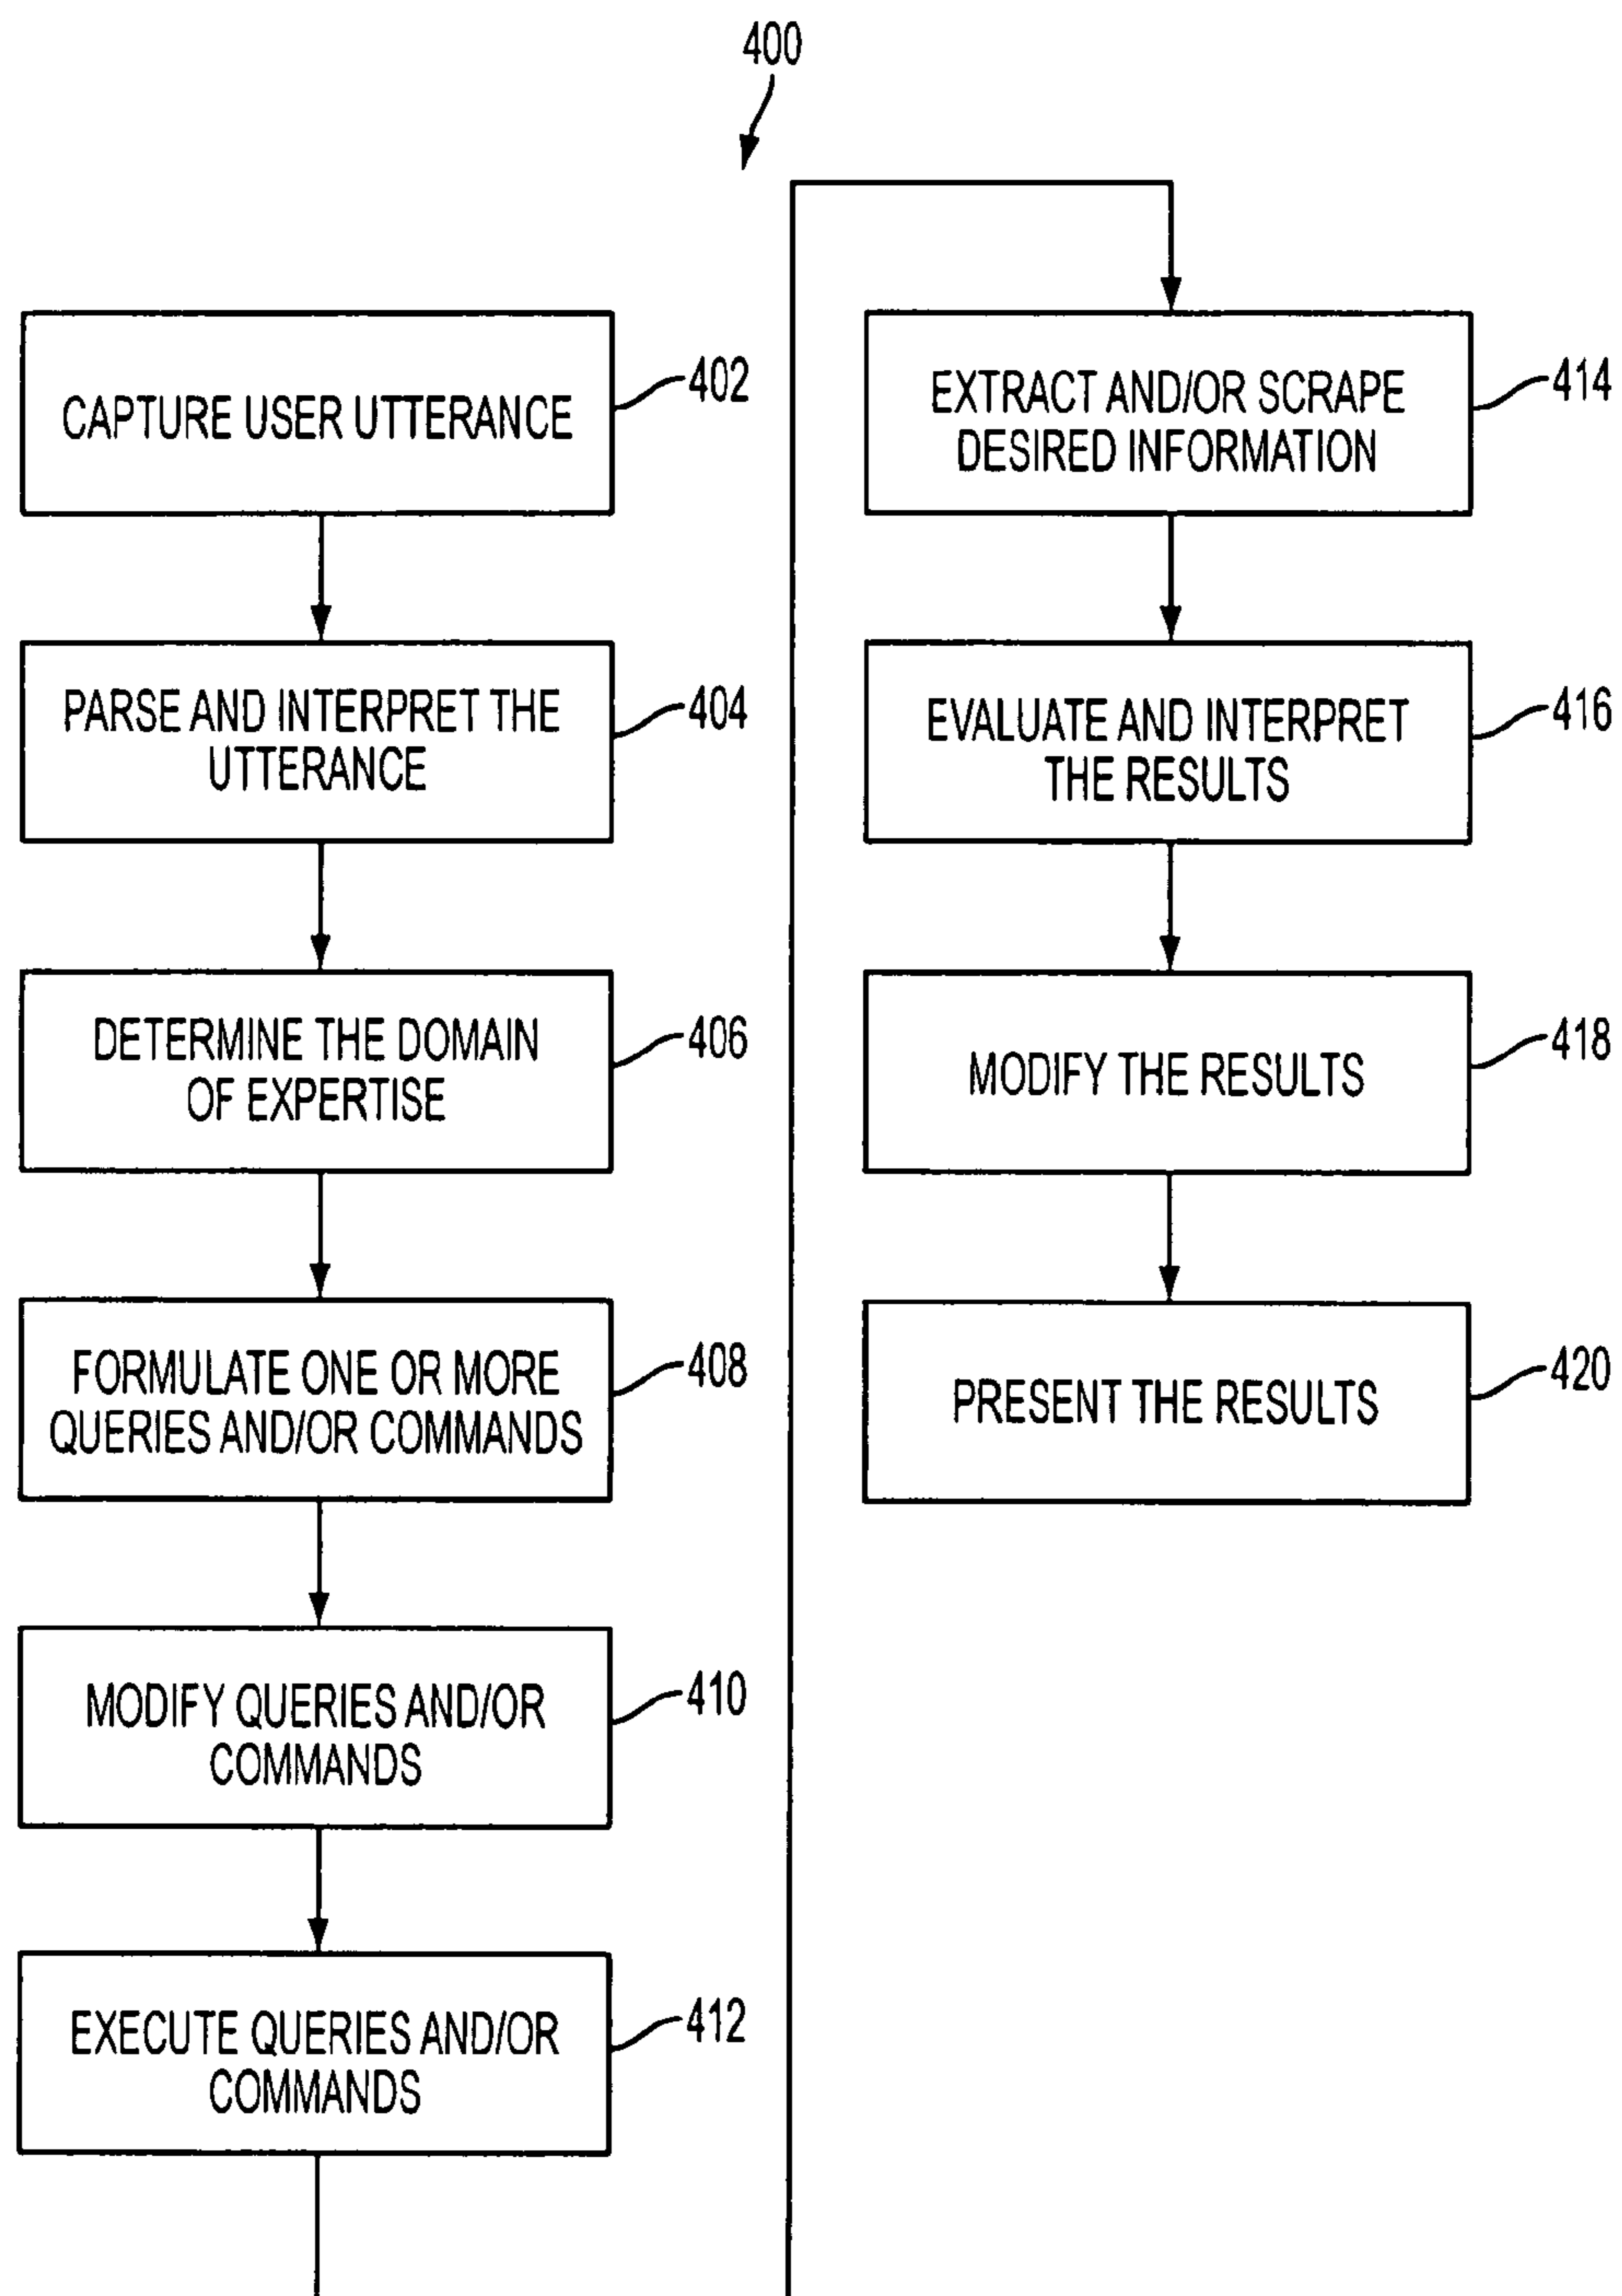 400
CAPTURE USER UTTERANCE
402
PARSE AND INTERPRET THE
UTTERANCE
404
DETERMINE THE DOMAIN
OF EXPERTISE
406
FORMULATE ONE OR MORE
QUERIES AND/OR COMMANDS
408
MODIFY QUERIES AND/OR
COMMANDS
410
EXECUTE QUERIES AND/OR
COMMANDS
412
EXTRACT AND/OR SCRAPE
DESIRED INFORMATION
414
EVALUATE AND INTERPRET
THE RESULTS
416
MODIFY THE RESULTS
418
PRESENT THE RESULTS
420